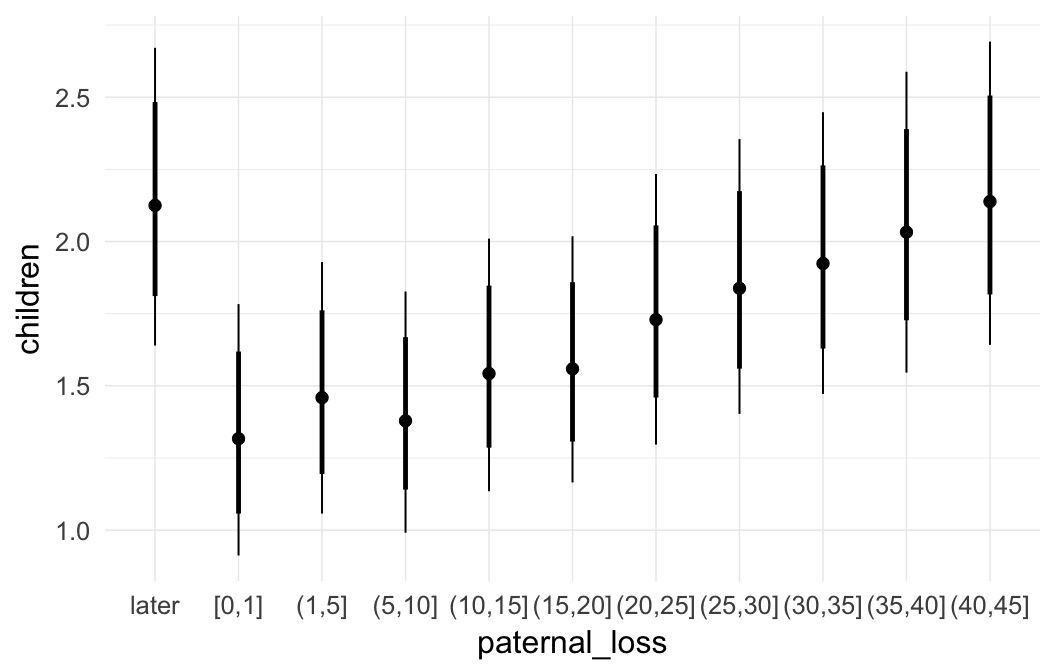 children
2.5
2.0
1.5
1.0
later [0,1] (1,5] (5,10] (10,15] (15,20] (20,25] (25,30] (30,35] (35,40] (40,45]
paternal_loss